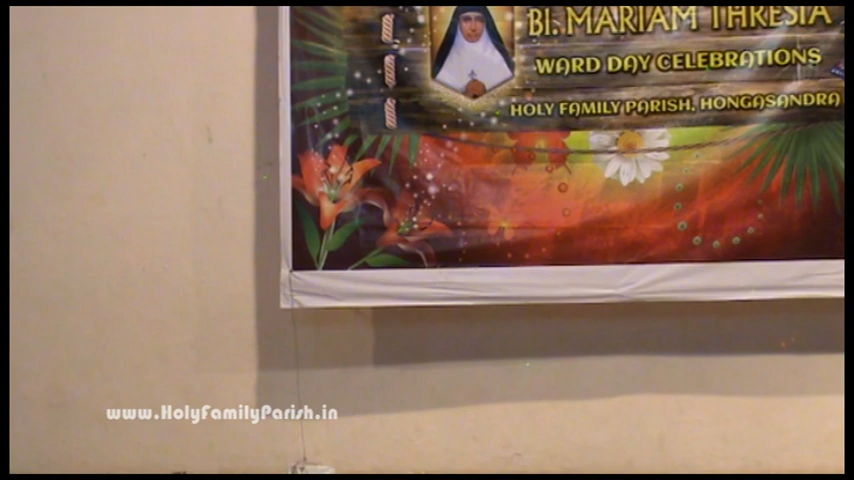 Bl. MARIAM THRESIA
WARD DAY CELEBRATIONS
HOLY FAMILY PARISH, HONGASANDRA
www.HolyFamilyParish.in